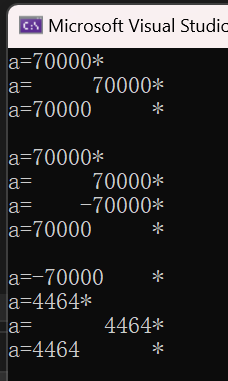 Microsoft Visual Studio
a=70000*
a=     70000*
a=70000     *

a=70000*
a=     70000*
a=    -70000*
a=70000     *

a=-70000    *
a=4464*
a=      4464*
a=4464      *